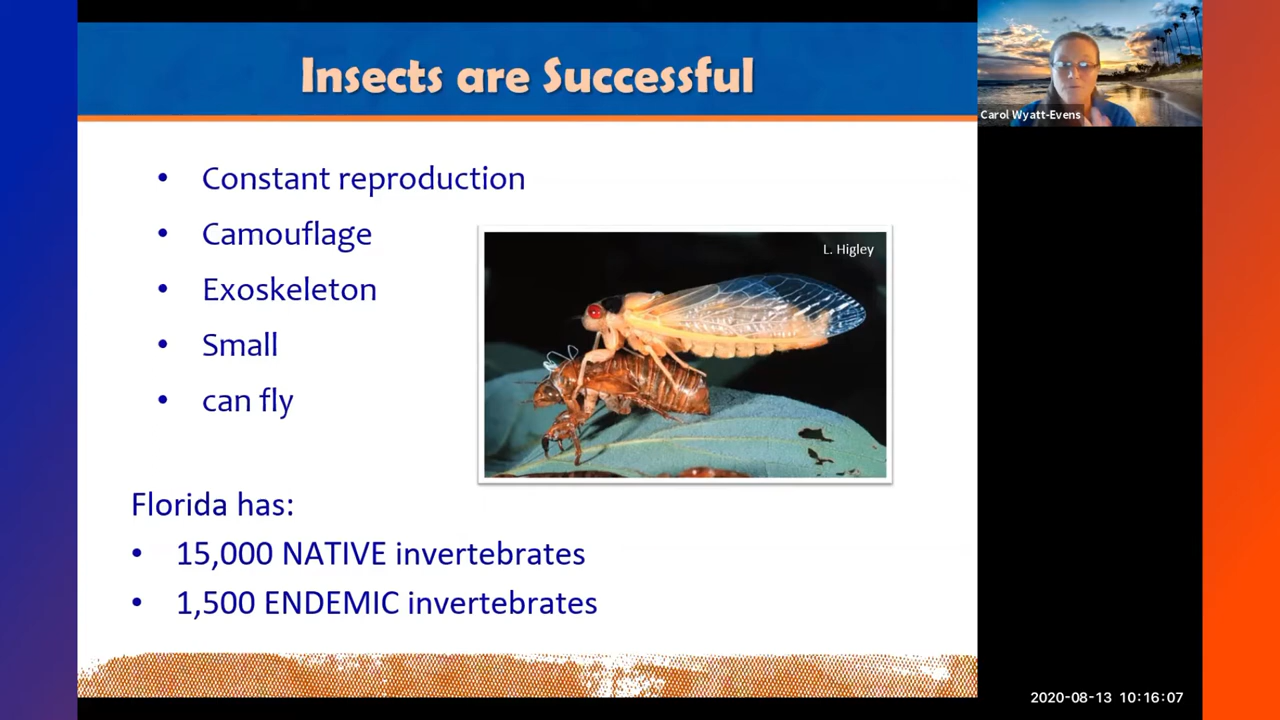 Insects are Successful
Carol Wyatt-Evens
• Constant reproduction
• Camouflage
• Exoskeleton
• Small
• can fly
L. Higley
Florida has:
• 15,000 NATIVE invertebrates
• 1,500 ENDEMIC invertebrates
2020-08-13 10:16:07